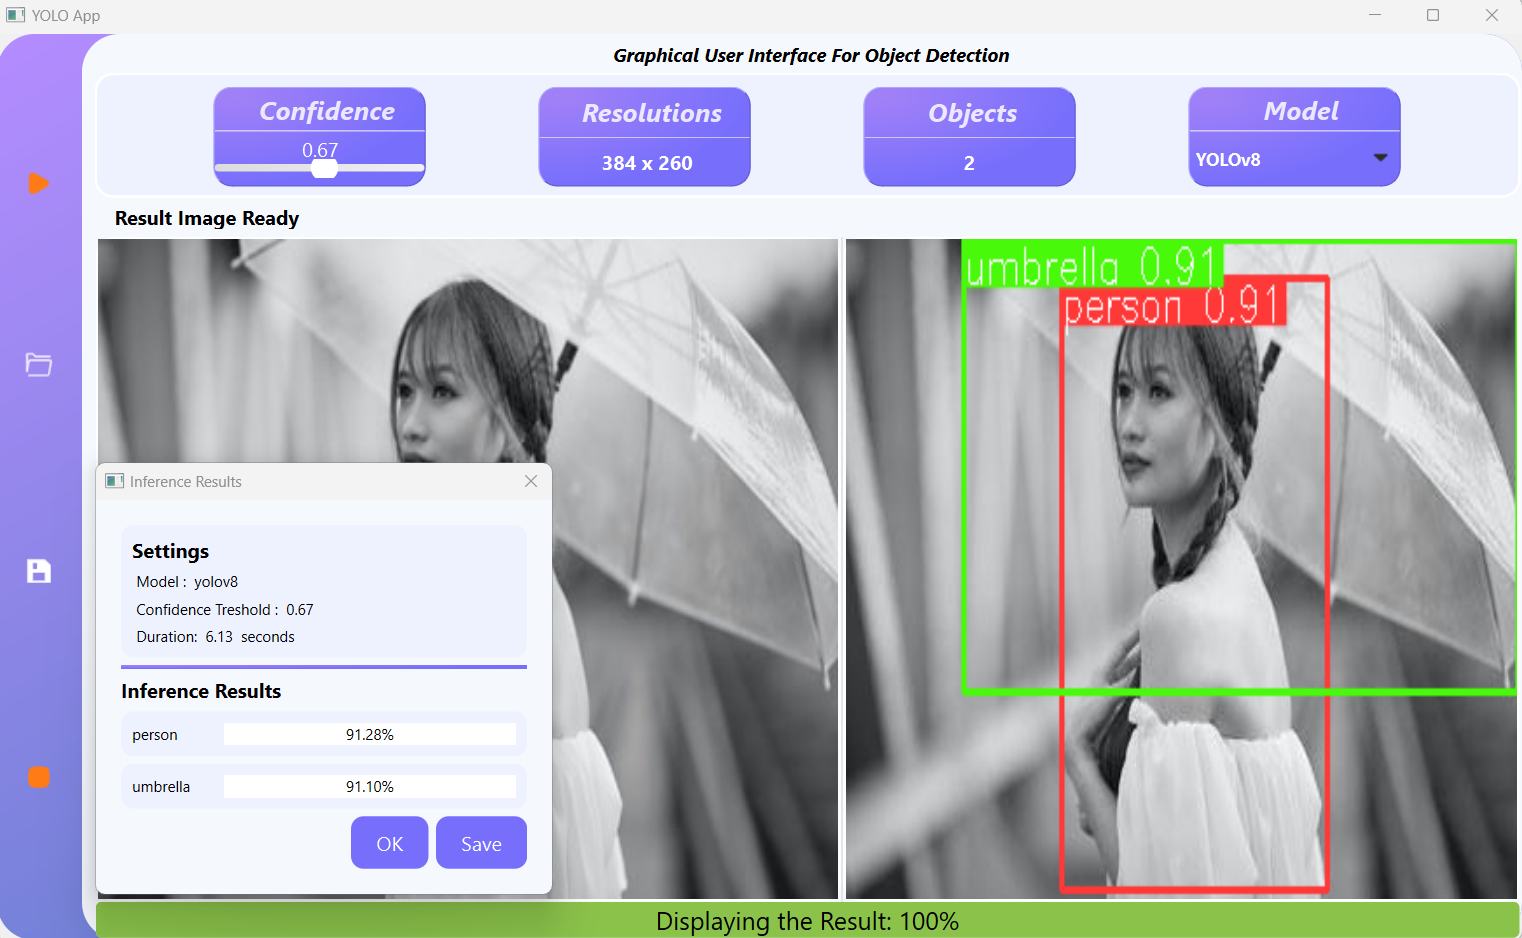 YOLO App
Graphical User Interface For Object Detection
Confidence
0.67
Resolutions
384 x 260
Objects
2
Model
YOLOv8
Result Image Ready
umbrella 0.91
person 0.91
Inference Results
Settings
Model : yolov8
Confidence Treshold : 0.67
Duration: 6.13 seconds
Inference Results
person 91.28%
umbrella 91.10%
OK Save
Displaying the Result: 100%